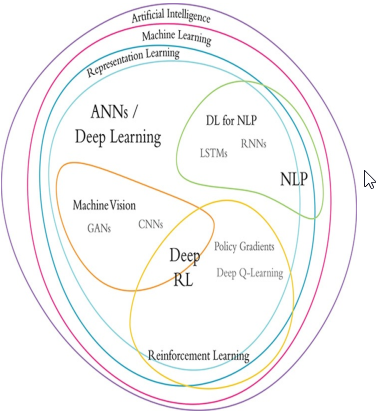 Artificial Intelligence
Machine Learning
Representation Learning
ANNs /
Deep Learning
DL for NLP
RNNs
LSTMs
NLP
Machine Vision
GANs
CNNs
Deep
RL
Policy Gradients
Deep Q-Learning
Reinforcement Learning